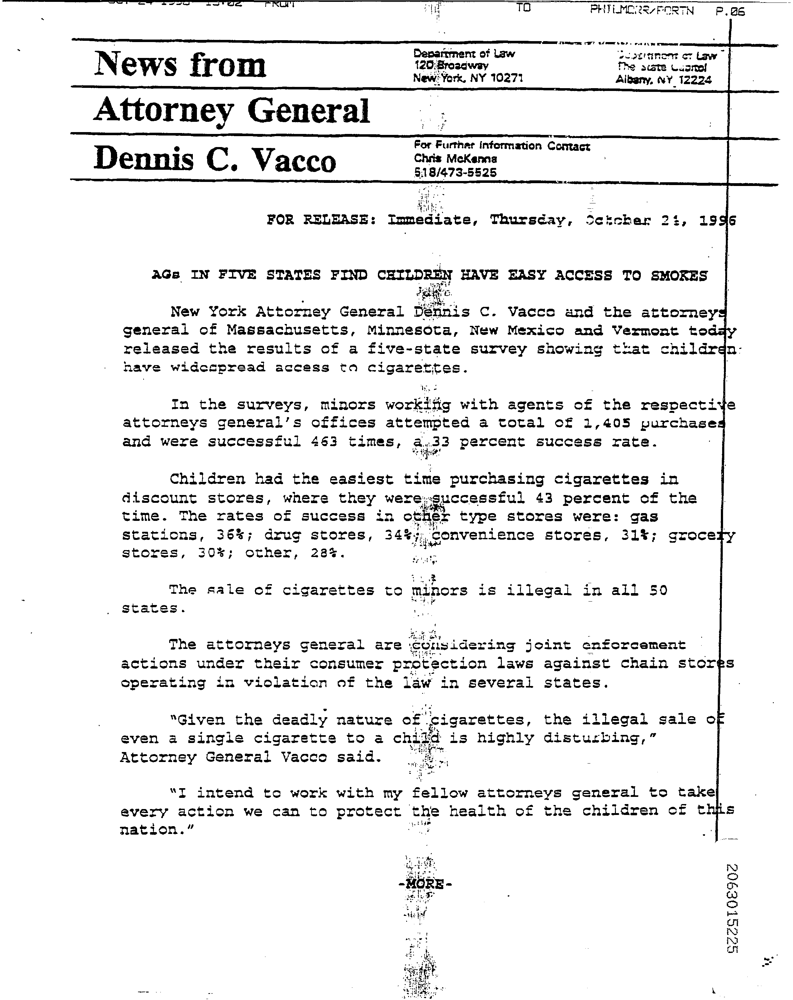 TO PHILMORR/FORTN P.06
News from
Attorney General
Dennis C. Vacco
Department of Law
120 Broadway
New York, NY 10271
Department of Law
The State Capitol
Albany, NY 12224
For Further Information Contact
Chris McKenna
518/473-5525
FOR RELEASE: Immediate, Thursday, October 24, 1996
AGs IN FIVE STATES FIND CHILDREN HAVE EASY ACCESS TO SMOKES
New York Attorney General Dennis C. Vacco and the attorneys
general of Massachusetts, Minnesota, New Mexico and Vermont today
released the results of a five-state survey showing that children
have widespread access to cigarettes.
In the surveys, minors working with agents of the respective
attorneys general's offices attempted a total of 1,405 purchases
and were successful 463 times, a 33 percent success rate.
Children had the easiest time purchasing cigarettes in
discount stores, where they were successful 43 percent of the
time. The rates of success in other type stores were: gas
stations, 36%; drug stores, 34%; convenience stores, 31%; grocery
stores, 30%; other, 28%.
The sale of cigarettes to minors is illegal in all 50
states.
The attorneys general are considering joint enforcement
actions under their consumer protection laws against chain stores
operating in violation of the law in several states.
"Given the deadly nature of cigarettes, the illegal sale of
even a single cigarette to a child is highly disturbing,"
Attorney General Vacco said.
"I intend to work with my fellow attorneys general to take
every action we can to protect the health of the children of this
nation."
-MORE-
2063015225